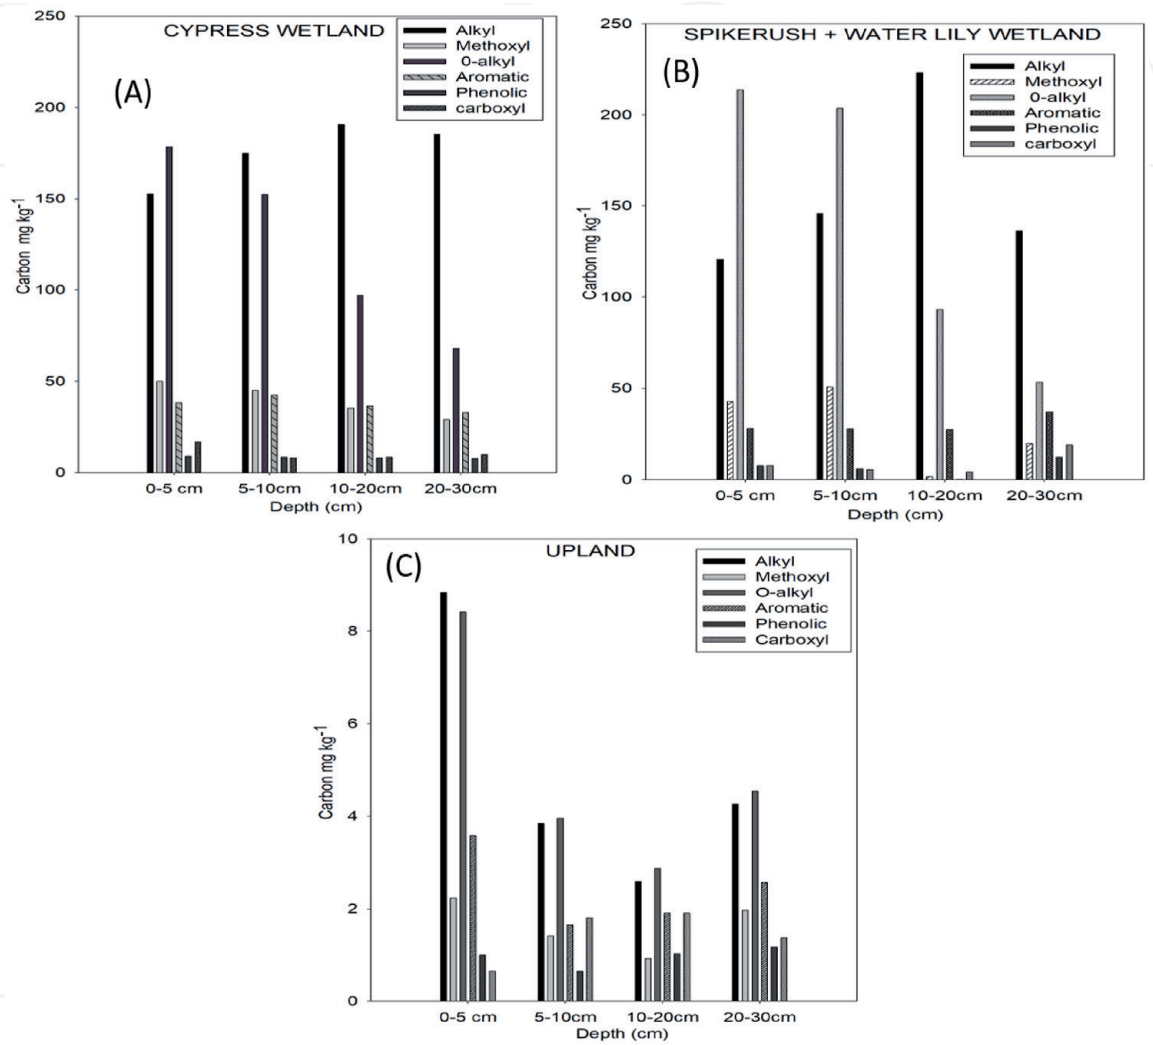 CYPRESS WETLAND
(A)
Alkyl
Methoxyl
0-alkyl
Aromatic
Phenolic
carboxyl
250
200
150
100
50
0
Carbon mg kg-1
0-5 cm
5-10cm
10-20cm
20-30cm
Depth (cm)
SPIKERUSH + WATER LILY WETLAND
(B)
Alkyl
Methoxyl
0-alkyl
Aromatic
Phenolic
carboxyl
250
200
150
100
50
0
Carbon mg kg-1
0-5 cm
5-10cm
10-20cm
20-30cm
Depth (cm)
UPLAND
(C)
Alkyl
Methoxyl
O-alkyl
Aromatic
Phenolic
Carboxyl
10
8
6
4
2
0
Carbon mg kg-1
0-5 cm
5-10cm
10-20cm
20-30cm
Depth (cm)